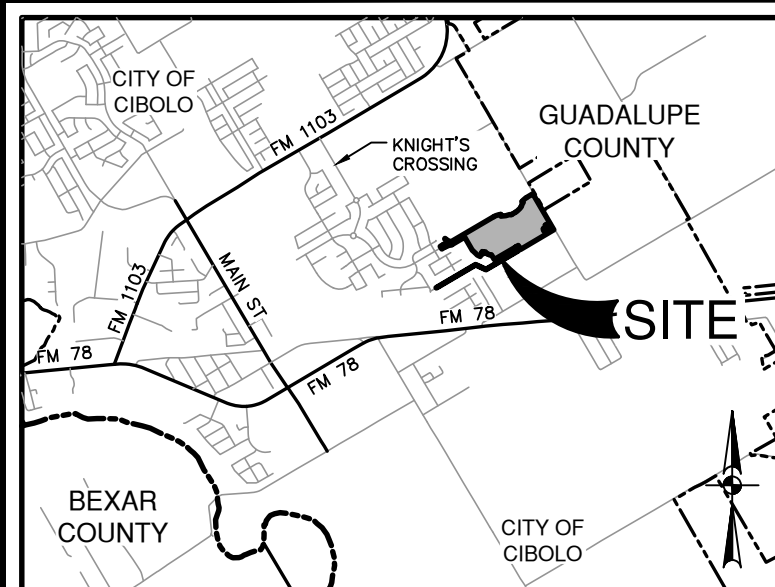 CITY OF
CIBOLO
FM 1103
GUADALUPE
COUNTY
KNIGHT'S
CROSSING
MAIN ST
FM 1103
FM 78
SITE
FM 78
FM 78
BEXAR
COUNTY
CITY OF
CIBOLO